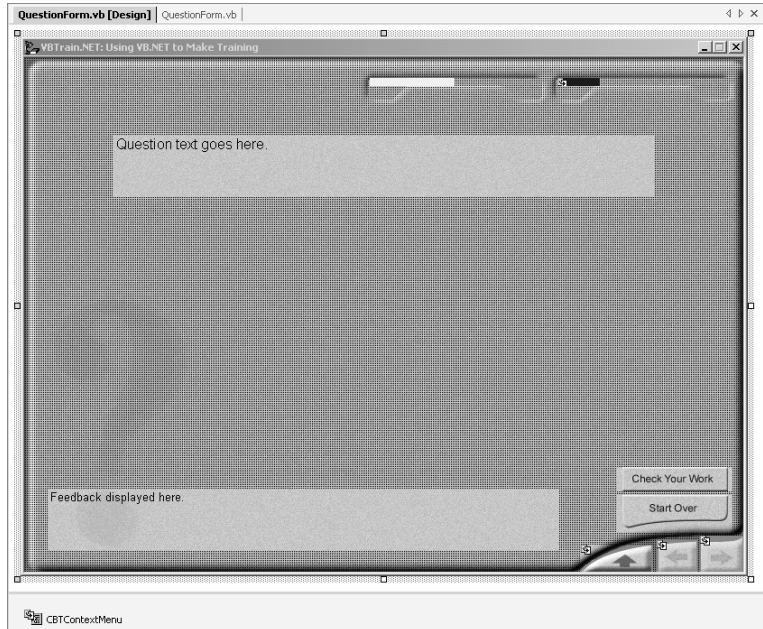 QuestionForm.vb [Design] QuestionForm.vb
VBTrain.NET: Using VB.NET to Make Training
Question text goes here.
Check Your Work
Feedback displayed here.
Start Over
CBTContextMenu